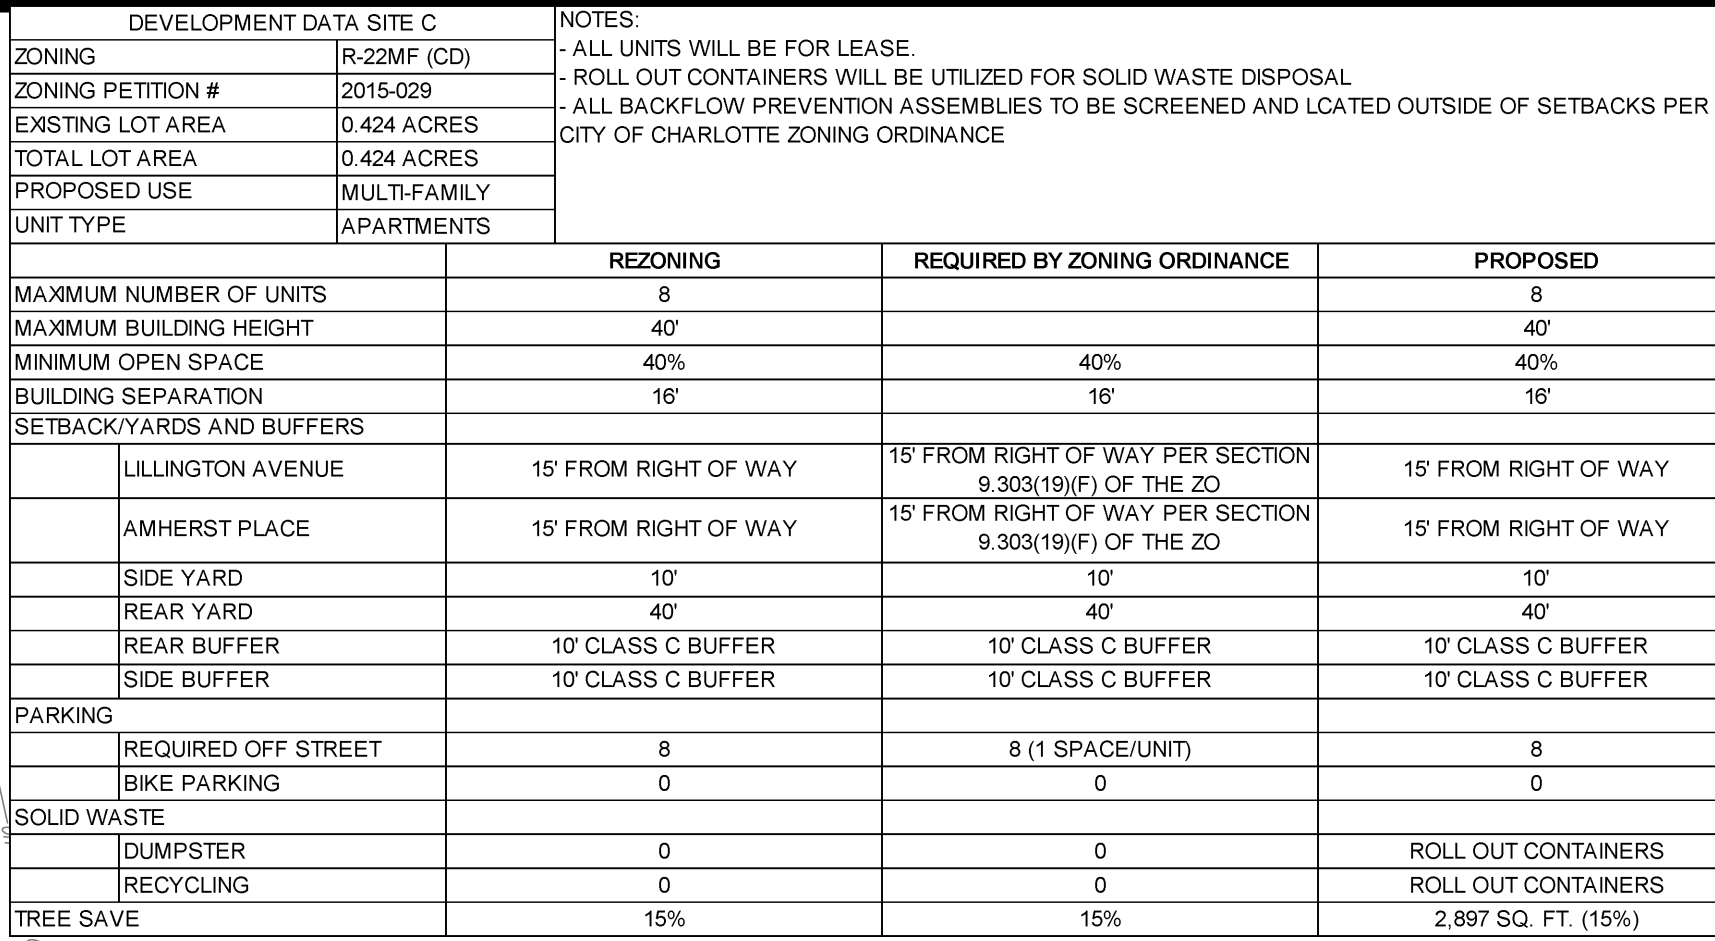 DEVELOPMENT DATA SITE C
ZONING R-22MF (CD)
ZONING PETITION # 2015-029
EXISTING LOT AREA 0.424 ACRES
TOTAL LOT AREA 0.424 ACRES
PROPOSED USE MULTI-FAMILY
UNIT TYPE APARTMENTS
NOTES:
- ALL UNITS WILL BE FOR LEASE.
- ROLL OUT CONTAINERS WILL BE UTILIZED FOR SOLID WASTE DISPOSAL
- ALL BACKFLOW PREVENTION ASSEMBLIES TO BE SCREENED AND LCATED OUTSIDE OF SETBACKS PER
CITY OF CHARLOTTE ZONING ORDINANCE
REZONING REQUIRED BY ZONING ORDINANCE PROPOSED
MAXIMUM NUMBER OF UNITS 8 8
MAXIMUM BUILDING HEIGHT 40' 40'
MINIMUM OPEN SPACE 40% 40% 40%
BUILDING SEPARATION 16' 16' 16'
SETBACK/YARDS AND BUFFERS
LILLINGTON AVENUE 15' FROM RIGHT OF WAY 15' FROM RIGHT OF WAY PER SECTION
9.303(19)(F) OF THE ZO 15' FROM RIGHT OF WAY
AMHERST PLACE 15' FROM RIGHT OF WAY 15' FROM RIGHT OF WAY PER SECTION
9.303(19)(F) OF THE ZO 15' FROM RIGHT OF WAY
SIDE YARD 10' 10' 10'
REAR YARD 40' 40' 40'
REAR BUFFER 10' CLASS C BUFFER 10' CLASS C BUFFER 10' CLASS C BUFFER
SIDE BUFFER 10' CLASS C BUFFER 10' CLASS C BUFFER 10' CLASS C BUFFER
PARKING
REQUIRED OFF STREET 8 8 (1 SPACE/UNIT) 8
BIKE PARKING 0 0 0
SOLID WASTE
DUMPSTER 0 0 ROLL OUT CONTAINERS
RECYCLING 0 0 ROLL OUT CONTAINERS
TREE SAVE 15% 15% 2,897 SQ. FT. (15%)